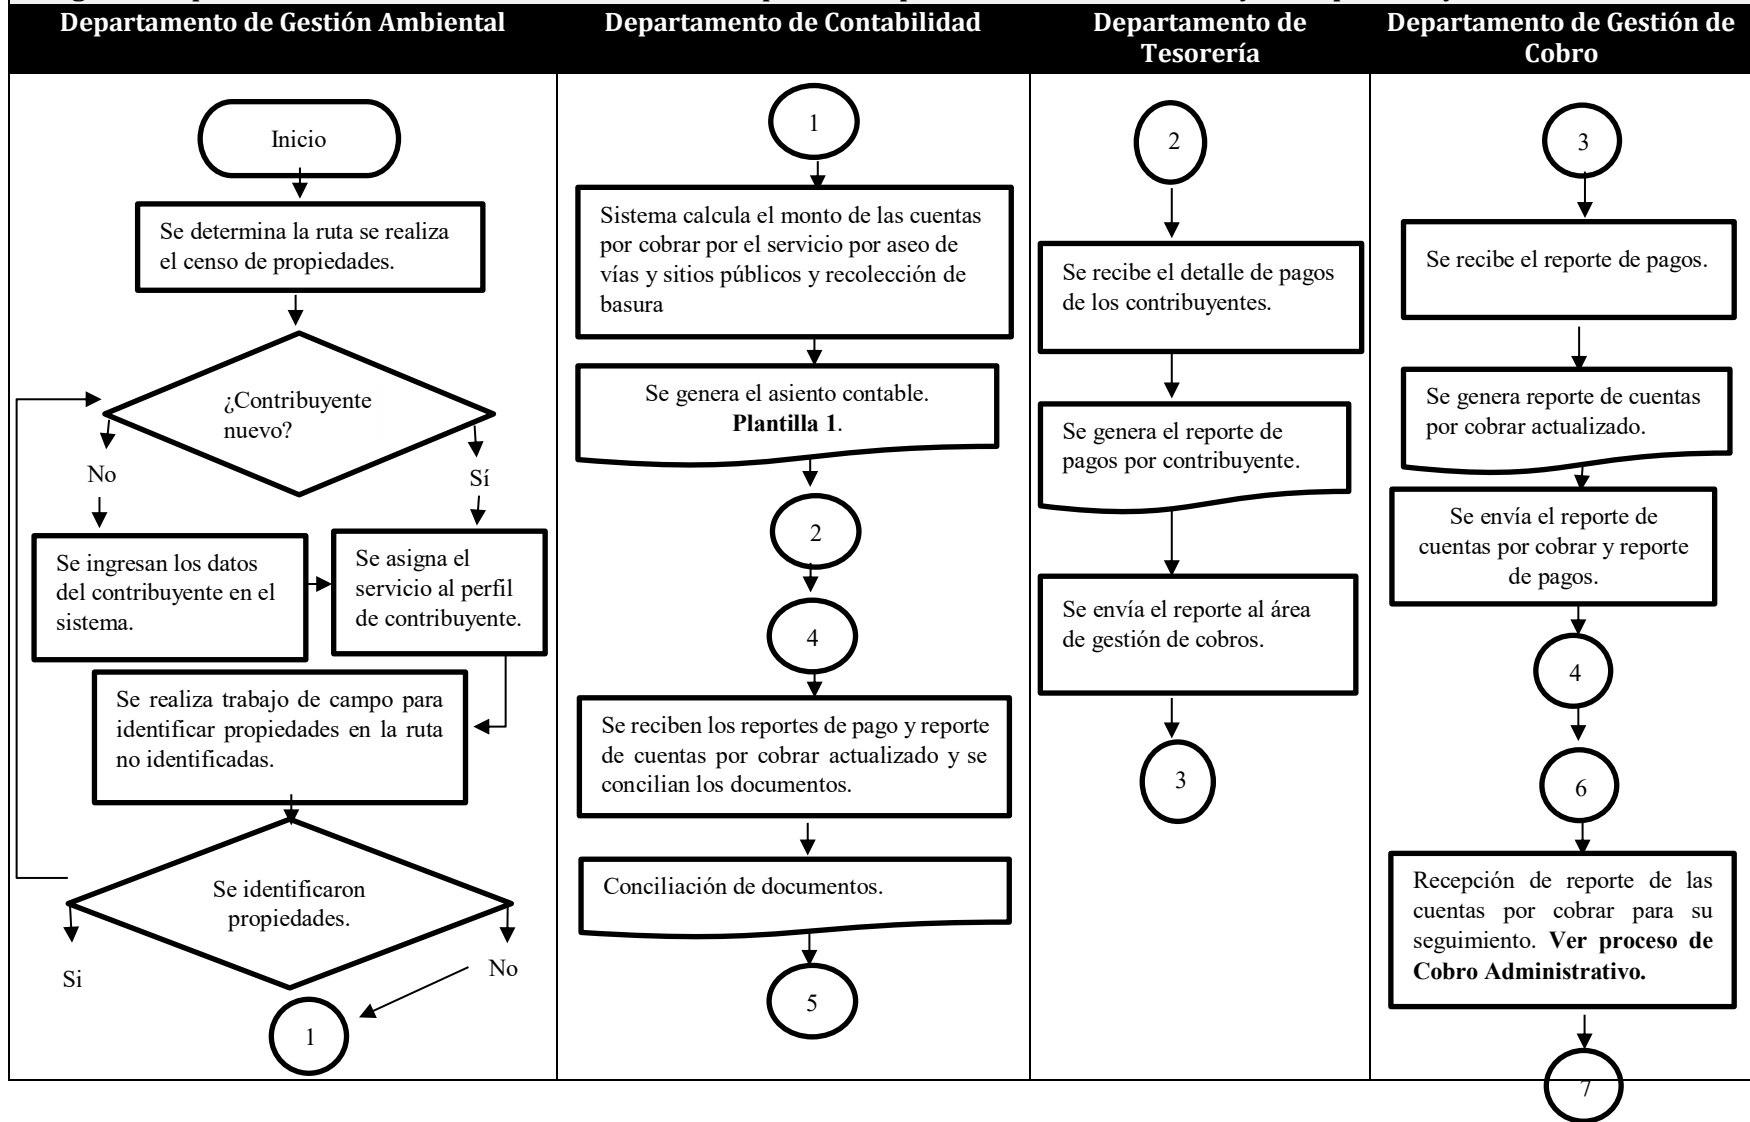 Departamento de Gestión Ambiental
Departamento de Contabilidad
Departamento de
Tesorería
Departamento de Gestión de
Cobro
Inicio
Se determina la ruta se realiza
el censo de propiedades.
¿Contribuyente
nuevo?
No
Sí
Se ingresan los datos
del contribuyente en el
sistema.
Se asigna el
servicio al perfil
de contribuyente.
Se realiza trabajo de campo para
identificar propiedades en la ruta
no identificadas.
Se identificaron
propiedades.
Si
No
1
1
Sistema calcula el monto de las cuentas
por cobrar por el servicio por aseo de
vías y sitios públicos y recolección de
basura
Se genera el asiento contable.
Plantilla 1.
2
4
Se reciben los reportes de pago y reporte
de cuentas por cobrar actualizado y se
concilian los documentos.
Conciliación de documentos.
5
2
Se recibe el detalle de pagos
de los contribuyentes.
Se genera el reporte de
pagos por contribuyente.
Se envía el reporte al área
de gestión de cobros.
3
3
Se recibe el reporte de pagos.
Se genera reporte de cuentas
por cobrar actualizado.
Se envía el reporte de
cuentas por cobrar y reporte
de pagos.
4
6
Recepción de reporte de las
cuentas por cobrar para su
seguimiento. Ver proceso de
Cobro Administrativo.
7